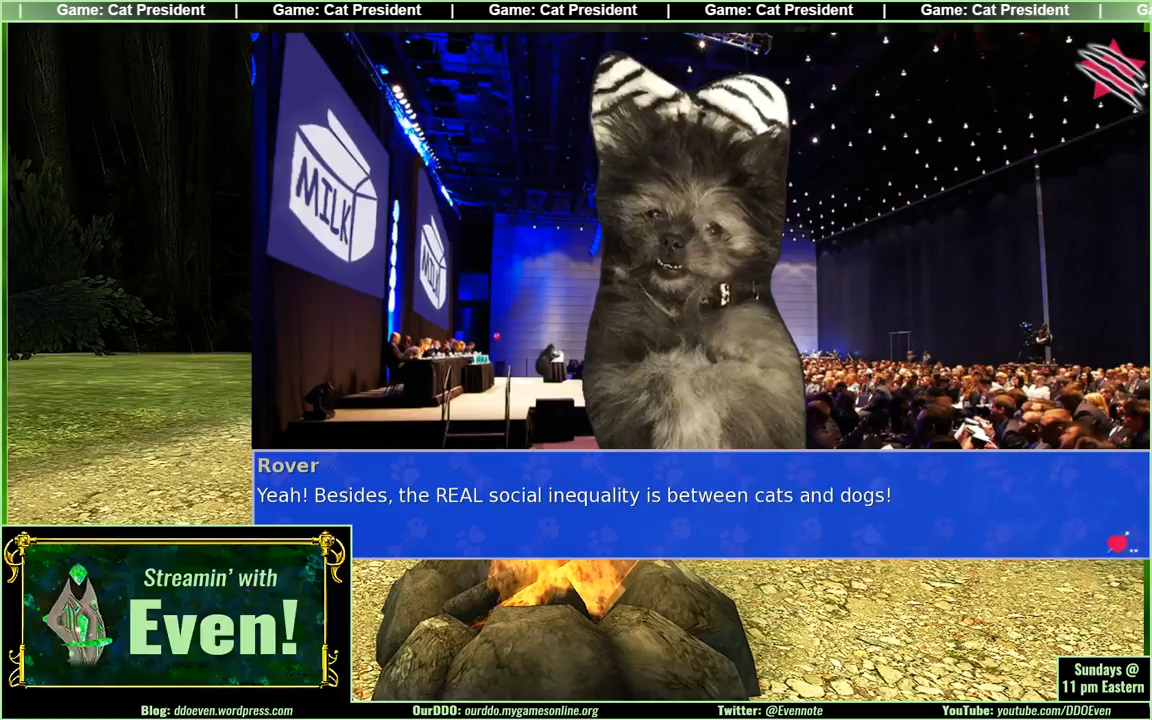 | Game: Cat President | Game: Cat President | Game: Cat President | Game: Cat President | Game: Cat President |
MILK
MILK
Rover
Yeah! Besides, the REAL social inequality is between cats and dogs!
Streamin' with
Even!
Sundays @
11 pm Eastern
Blog: ddoeven.wordpress.com OurDDO: ourddo.mygamesonline.org Twitter: @Evennote YouTube: youtube.com/DDOEven